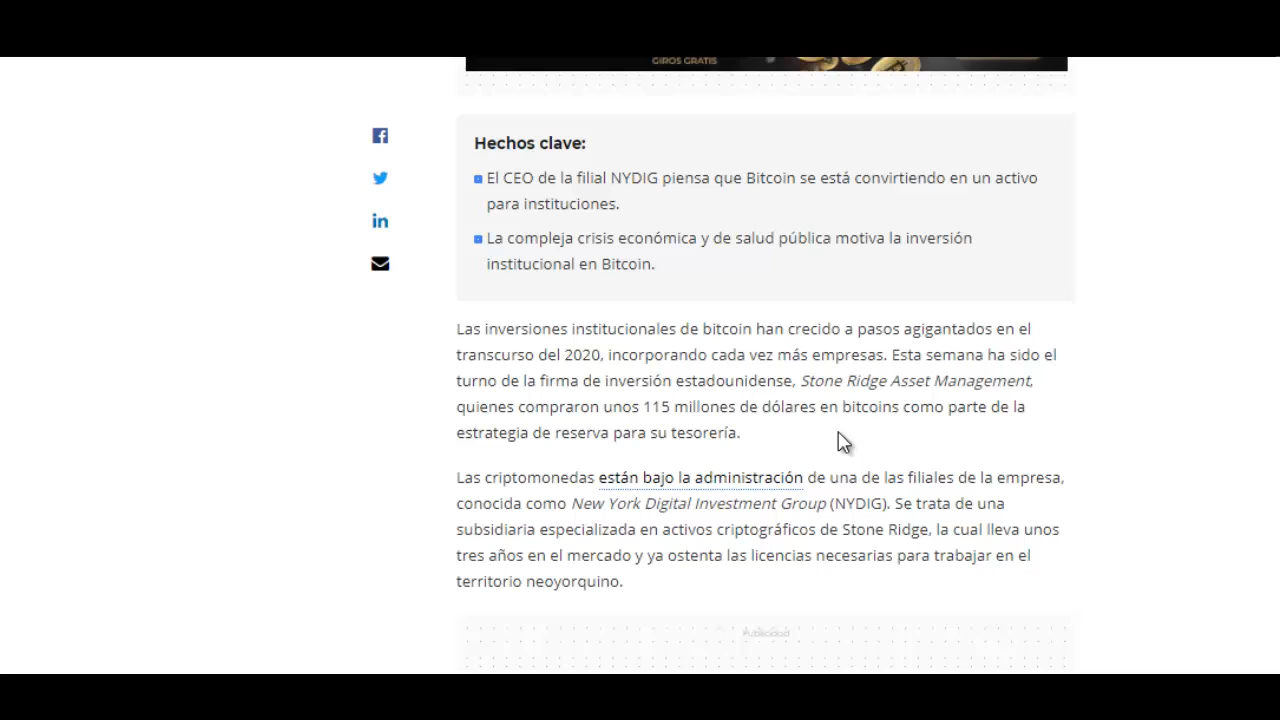 GIROS GRATIS
Hechos clave:
El CEO de la filial NYDIG piensa que Bitcoin se está convirtiendo en un activo
para instituciones.
La compleja crisis económica y de salud pública motiva la inversión
institucional en Bitcoin.
Las inversiones institucionales de bitcoin han crecido a pasos agigantados en el
transcurso del 2020, incorporando cada vez más empresas. Esta semana ha sido el
turno de la firma de inversión estadounidense, Stone Ridge Asset Management,
quienes compraron unos 115 millones de dólares en bitcoins como parte de la
estrategia de reserva para su tesorería.
Las criptomonedas están bajo la administración de una de las filiales de la empresa,
conocida como New York Digital Investment Group (NYDIG). Se trata de una
subsidiaria especializada en activos criptográficos de Stone Ridge, la cual lleva unos
tres años en el mercado y ya ostenta las licencias necesarias para trabajar en el
territorio neoyorquino.
Publicidad